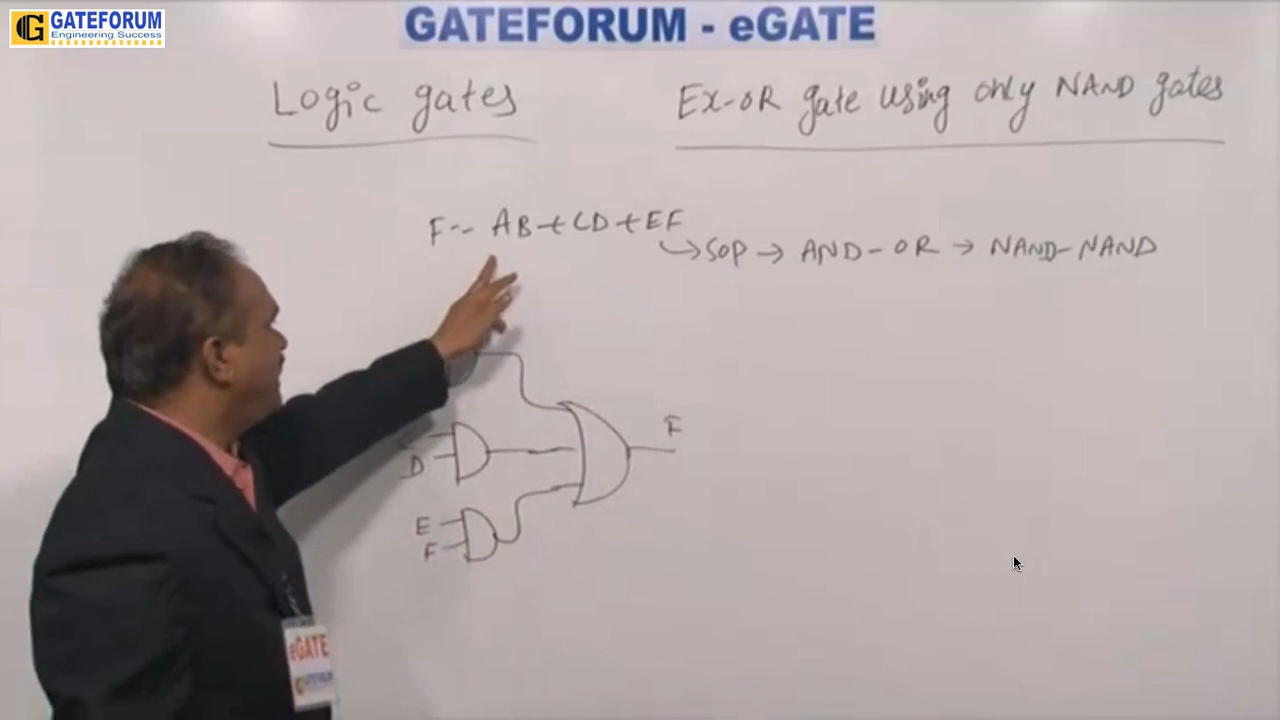 GATEFORUM
Engineering Success
GATEFORUM - eGATE
Logic gates
Ex-OR gate using only NAND gates
F = AB+CD+EF
↳SOP → AND-OR → NAND-NAND
D
F
E
F
eGATE
GATEFORUM